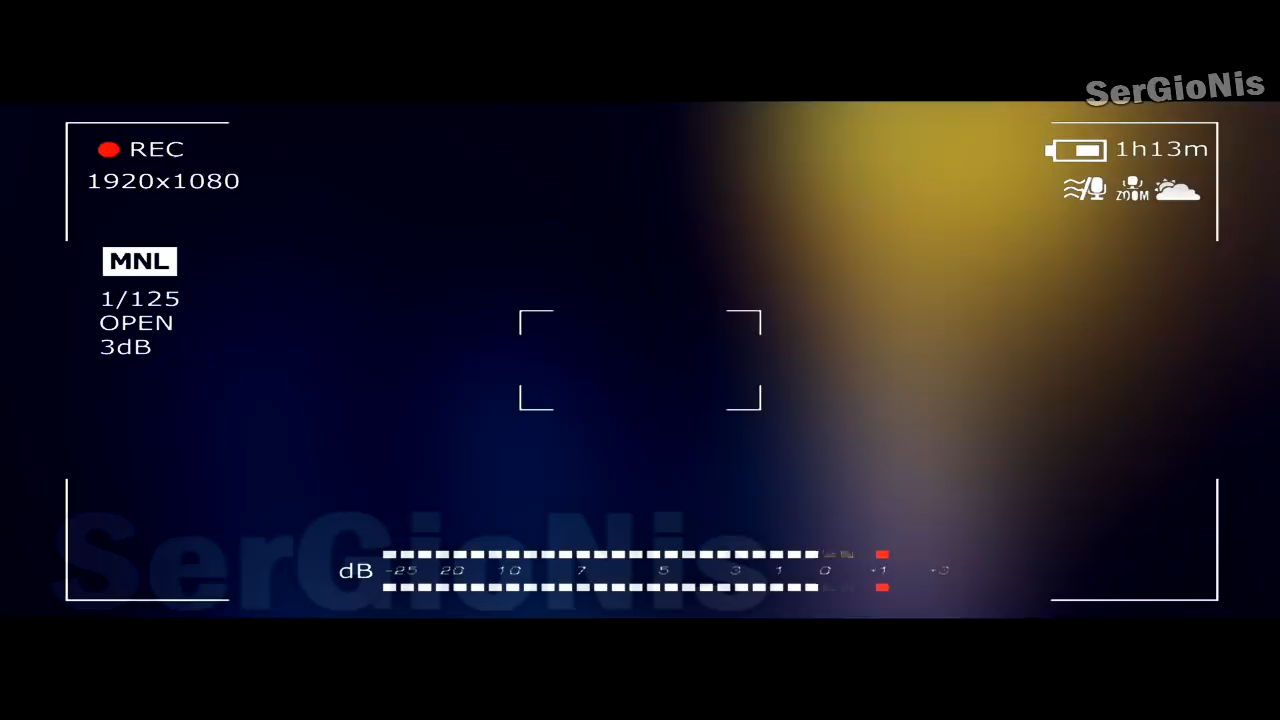 SerGioNis
REC
1h13m
1920x1080
ZOOM
MNL
1/125
OPEN
3dB
SerGioNis
dB -25 20 10 7 5 3 1 0 +1 +3